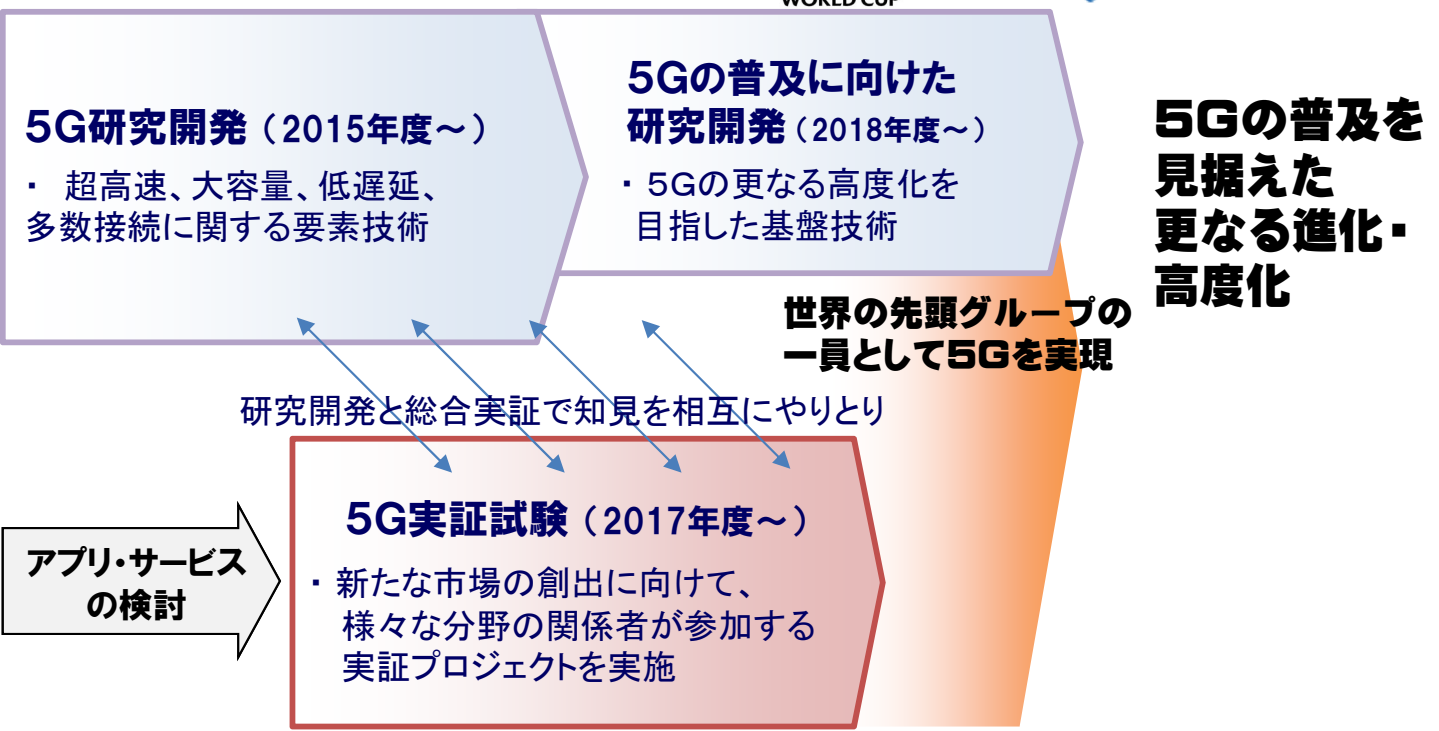 WORLD CUP
5G研究開発（2015年度～）
・ 超高速、大容量、低遅延、
多数接続に関する要素技術
5Gの普及に向けた
研究開発（2018年度～）
・5Gの更なる高度化を
目指した基盤技術
5Gの普及を
見据えた
更なる進化・
高度化
世界の先頭グループの
一員として5Gを実現
研究開発と総合実証で知見を相互にやりとり
アプリ・サービス
の検討
5G実証試験（2017年度～）
・新たな市場の創出に向けて、
様々な分野の関係者が参加する
実証プロジェクトを実施